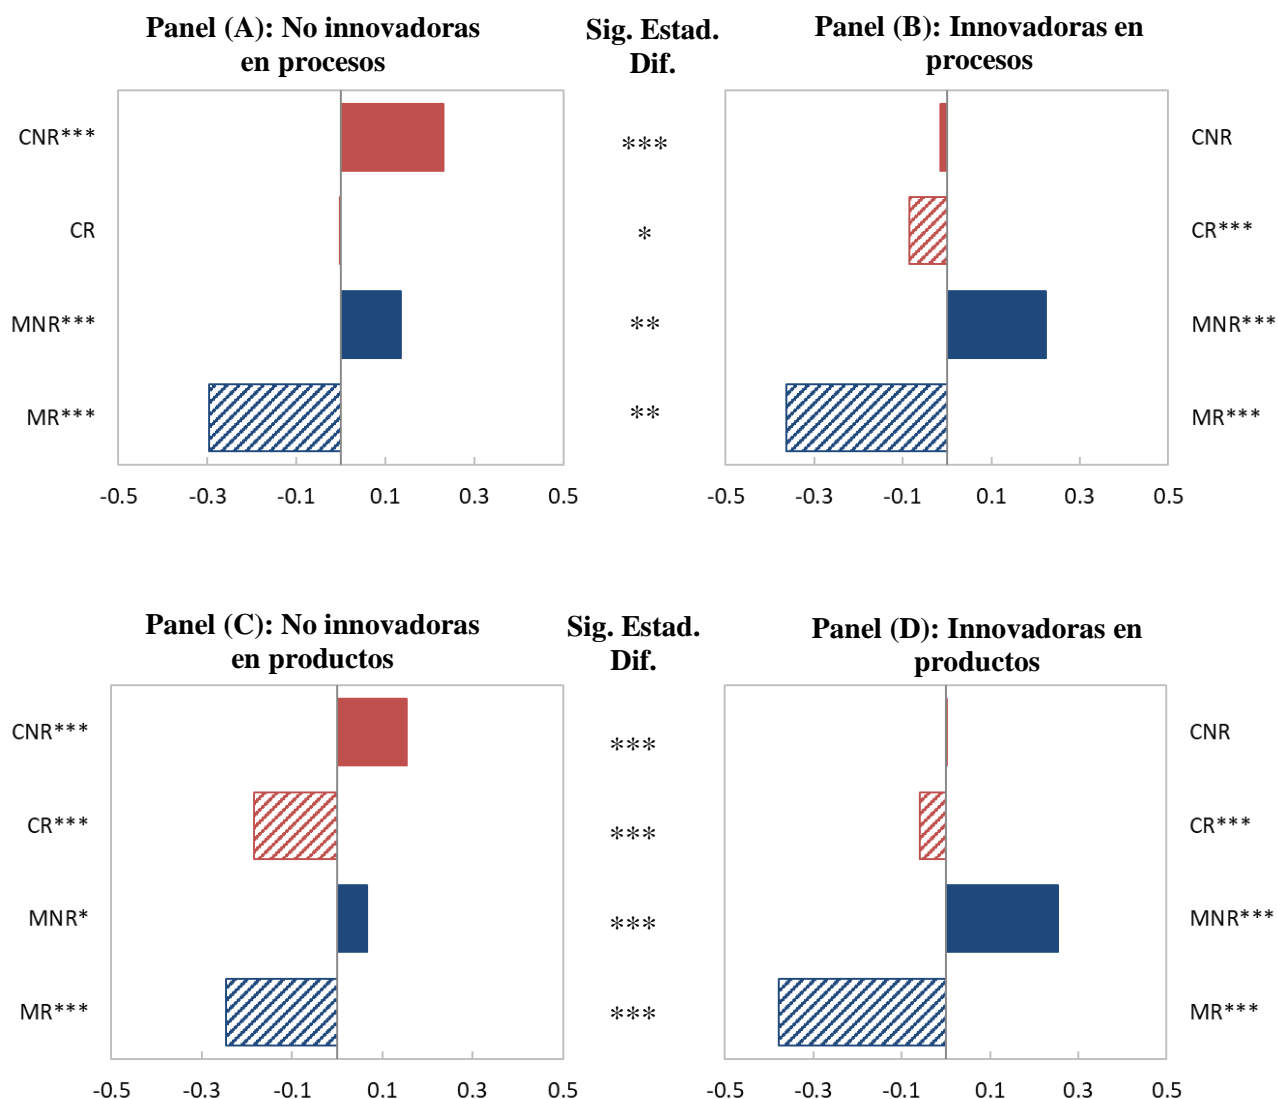 Panel (A): No innovadoras
en procesos
Sig. Estad.
Dif.
Panel (B): Innovadoras en
procesos
CNR***
***
CNR
CR
*
CR***
MNR***
**
MNR***
MR***
**
MR***
-0.5 -0.3 -0.1 0.1 0.3 0.5
-0.5 -0.3 -0.1 0.1 0.3 0.5
Panel (C): No innovadoras
en productos
Sig. Estad.
Dif.
Panel (D): Innovadoras en
productos
CNR***
***
CNR
CR***
***
CR***
MNR*
***
MNR***
MR***
***
MR***
-0.5 -0.3 -0.1 0.1 0.3 0.5
-0.5 -0.3 -0.1 0.1 0.3 0.5